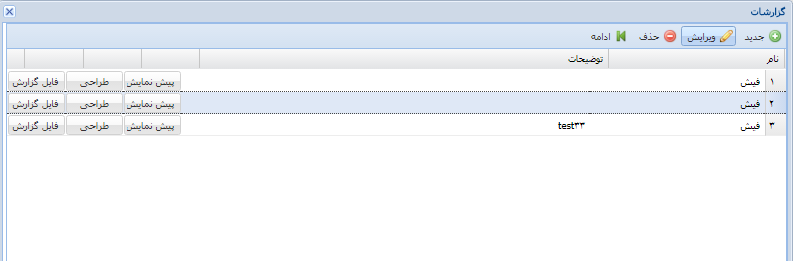 گزارشات
جدید ویرایش حذف ادامه
نام توضیحات
۱ فیش پیش نمایش طراحی فایل گزارش
۲ فیش پیش نمایش طراحی فایل گزارش
۳ فیش test۳۳ پیش نمایش طراحی فایل گزارش